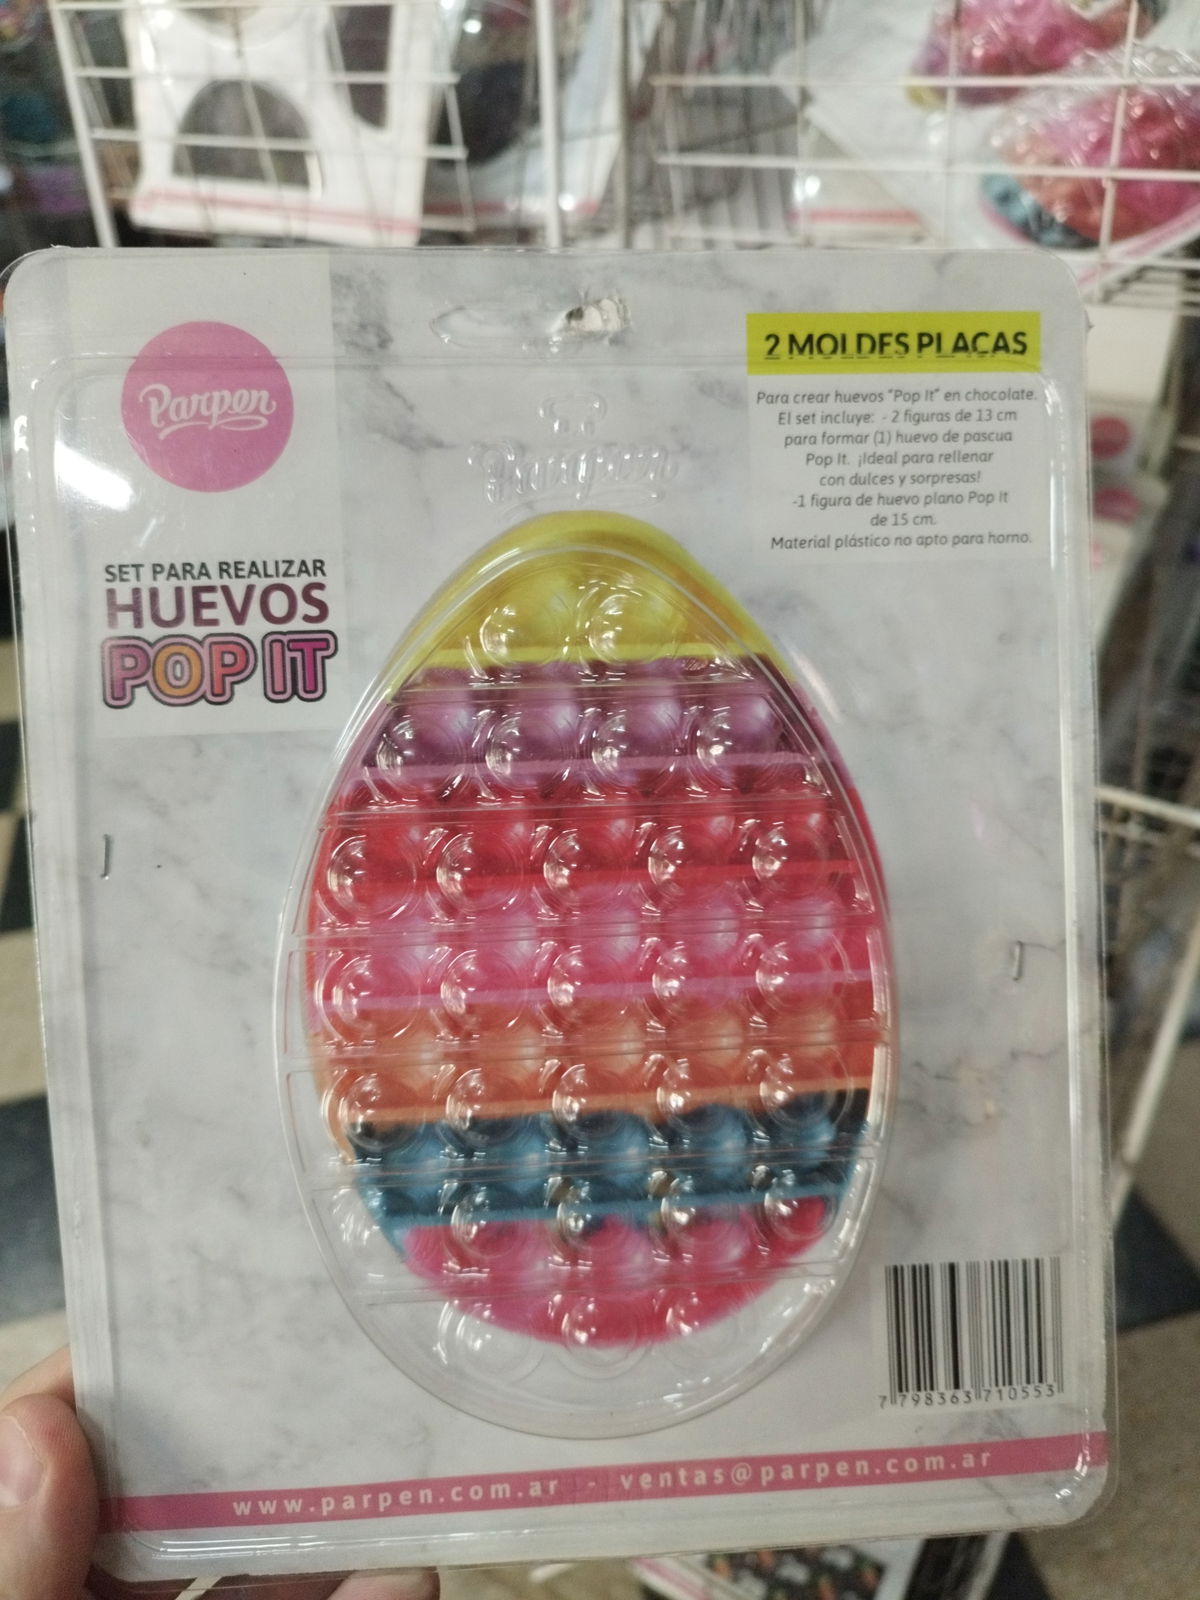 Parpen
2 MOLDES PLACAS
Para crear huevos "Pop It" en chocolate.
El set incluye: - 2 figuras de 13 cm
para formar (1) huevo de pascua
Pop It. ¡Ideal para rellenar
con dulces y sorpresas!
-1 figura de huevo plano Pop It
de 15 cm.
Material plástico no apto para horno.
Parpen
SET PARA REALIZAR
HUEVOS
POP IT
7 798363 710553
www.parpen.com.ar - ventas@parpen.com.ar